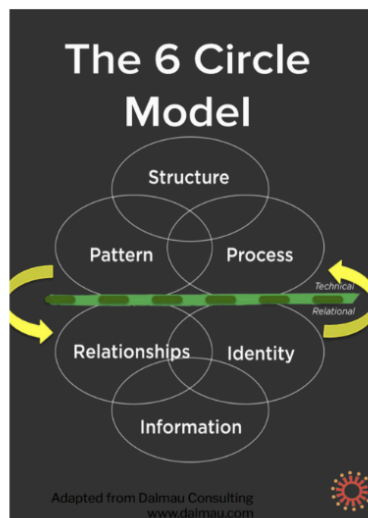 The 6 Circle
Model
Structure
Pattern Process
Technical
Relational
Relationships Identity
Information
Adapted from Dalmau Consulting
www.dalmau.com